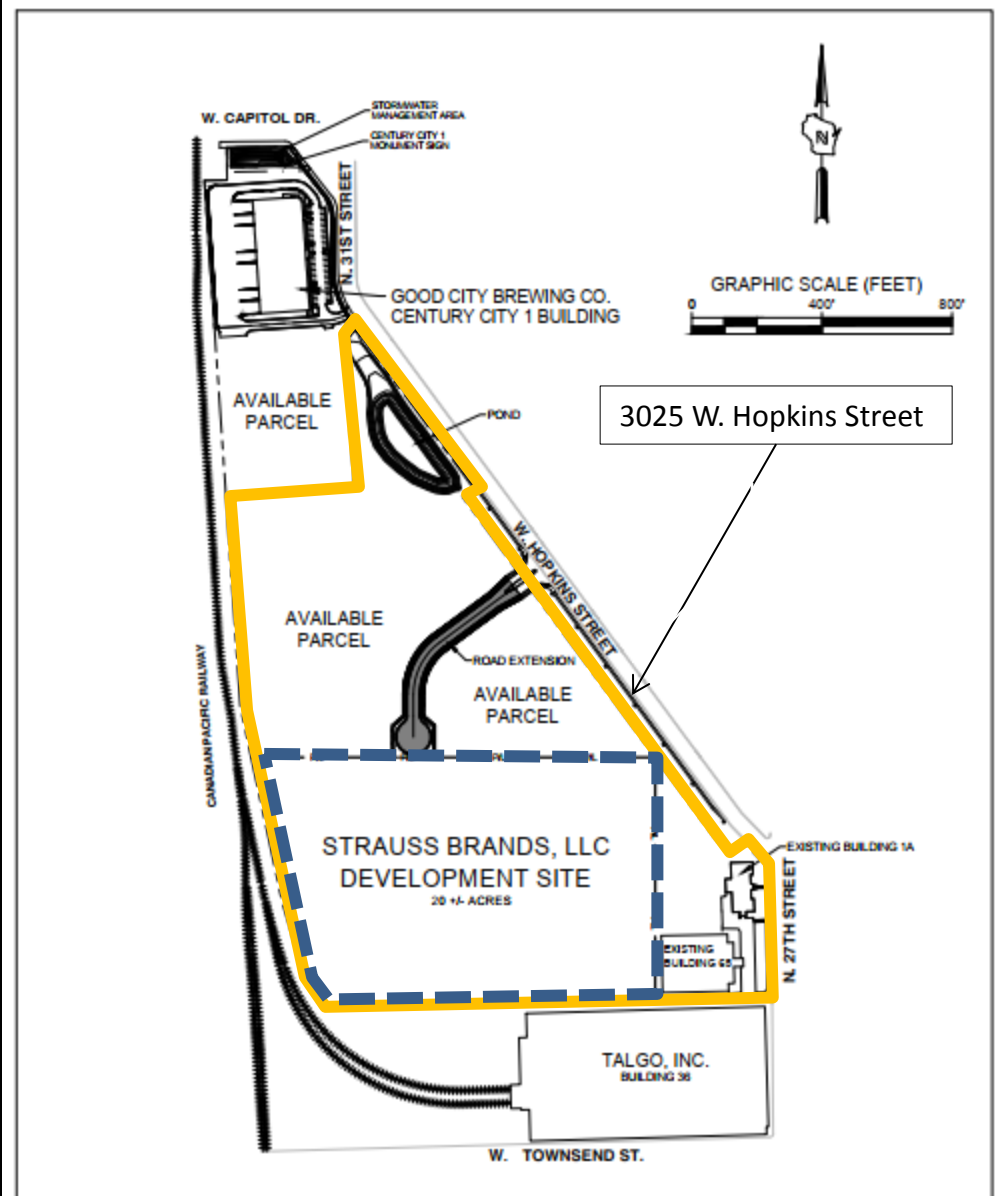 W. CAPITOL DR.
STORMWATER
MANAGEMENT AREA
CENTURY CITY 1
MONUMENT SIGN
N. 31ST STREET
N
GRAPHIC SCALE (FEET)
0
400'
800'
GOOD CITY BREWING CO.
CENTURY CITY 1 BUILDING
AVAILABLE
PARCEL
POND
3025 W. Hopkins Street
W. HOPKINS STREET
AVAILABLE
PARCEL
ROAD EXTENSION
AVAILABLE
PARCEL
CANADIAN PACIFIC RAILWAY
STRAUSS BRANDS, LLC
DEVELOPMENT SITE
20 +/- ACRES
EXISTING BUILDING 1A
N. 27TH STREET
EXISTING
BUILDING 65
TALGO, INC.
BUILDING 36
W. TOWNSEND ST.